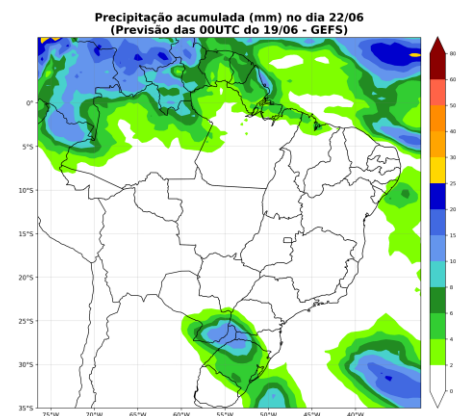 Precipitação acumulada (mm) no dia 22/06
(Previsão das 00UTC do 19/06 - GEFS)
80
60
50
40
30
25
20
15
10
8
6
4
2
0
0°
5°S
10°S
15°S
20°S
25°S
30°S
35°S
75°W
70°W
65°W
60°W
55°W
50°W
45°W
40°W